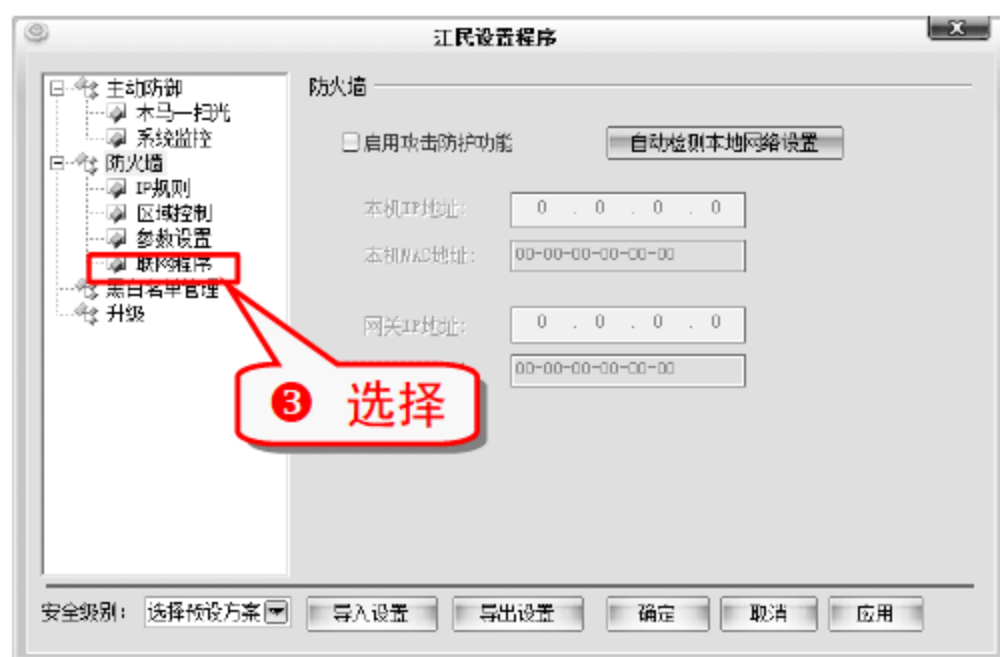 江民设置程序
主动防御
木马一扫光
系统监控
防火墙
IP规则
区域控制
参数设置
联网程序
黑白名单管理
升级
防火墙
启用攻击防护功能
自动检测本地网络设置
本机IP地址: 0 . 0 . 0 . 0
本机MAC地址: 00-00-00-00-00-00
网关IP地址: 0 . 0 . 0 . 0
00-00-00-00-00-00
❸ 选择
安全级别: 选择预设方案 导入设置 导出设置 确定 取消 应用